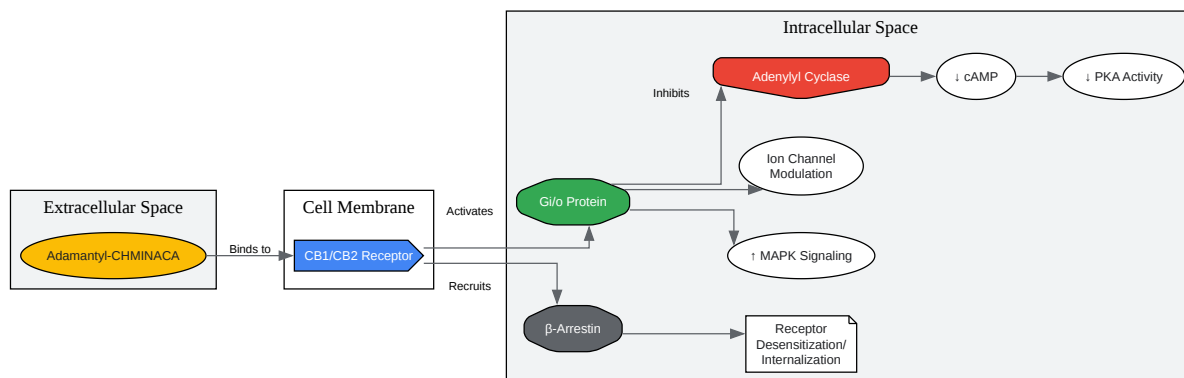 Intracellular Space
Adenylyl Cyclase
↓ cAMP
↓ PKA Activity
Inhibits
Ion Channel
Modulation
Extracellular Space
Cell Membrane
Activates
Gi/o Protein
Adamantyl-CHMINACA
Binds to
CB1/CB2 Receptor
↑ MAPK Signaling
Recruits
β-Arrestin
Receptor
Desensitization/
Internalization